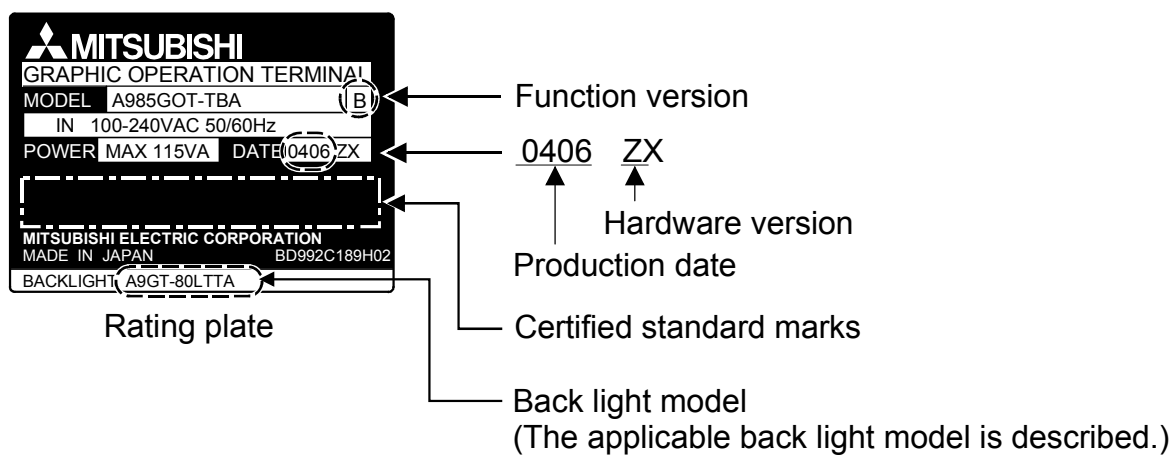 MITSUBISHI
GRAPHIC OPERATION TERMINAL
MODEL A985GOT-TBA B
IN 100-240VAC 50/60Hz
POWER MAX 115VA DATE 0406 ZX
MITSUBISHI ELECTRIC CORPORATION
MADE IN JAPAN BD992C189H02
BACKLIGHT A9GT-80LTTA
Rating plate
Function version
0406 ZX
Hardware version
Production date
Certified standard marks
Back light model
(The applicable back light model is described.)